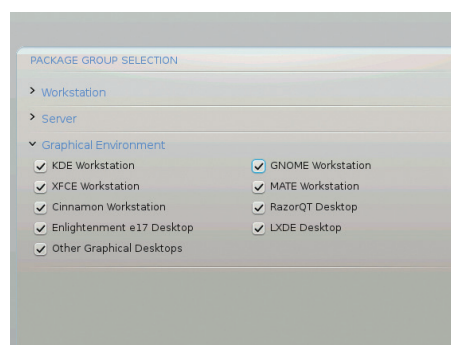 PACKAGE GROUP SELECTION
Workstation
Server
Graphical Environment
KDE Workstation
GNOME Workstation
XFCE Workstation
MATE Workstation
Cinnamon Workstation
RazorQT Desktop
Enlightenment e17 Desktop
LXDE Desktop
Other Graphical Desktops